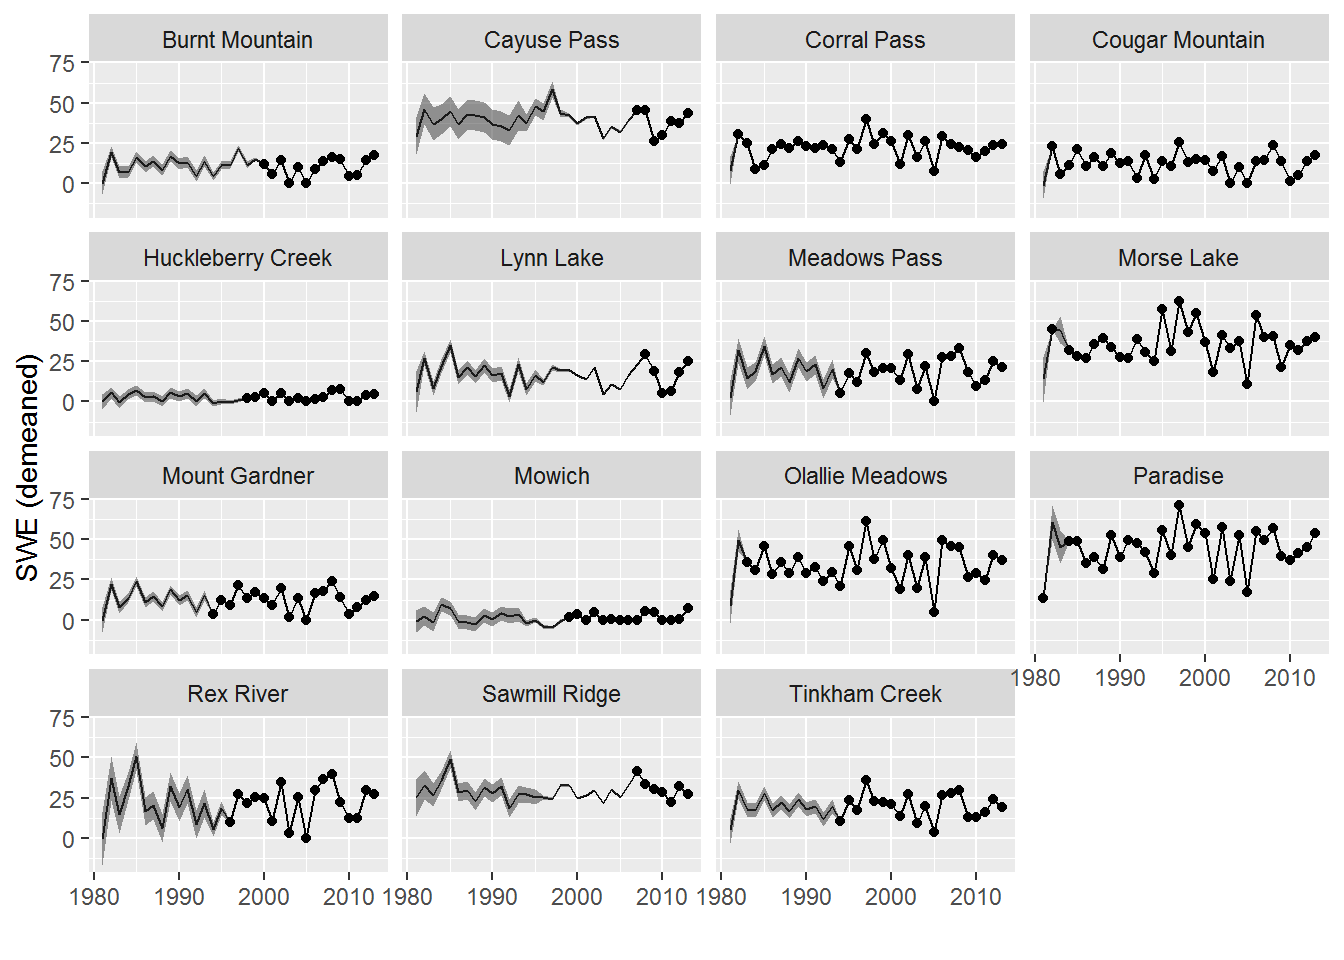 Burnt Mountain Cayuse Pass Corral Pass Cougar Mountain
75
50
25
0
Huckleberry Creek Lynn Lake Meadows Pass Morse Lake
75
50
25
0
SWE (demeaned)
Mount Gardner Mowich Olallie Meadows Paradise
75
50
25
0
1980 1990 2000 2010
Rex River Sawmill Ridge Tinkham Creek
75
50
25
0
1980 1990 2000 2010 1980 1990 2000 2010 1980 1990 2000 2010